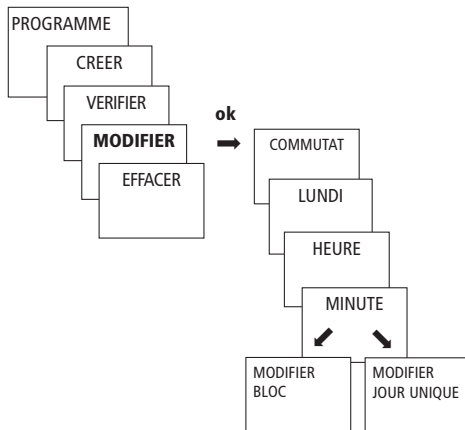 PROGRAMME
CREER
VERIFIER
MODIFIER
EFFACER
ok
COMMUTAT
LUNDI
HEURE
MINUTE
MODIFIER
BLOC
MODIFIER
JOUR UNIQUE